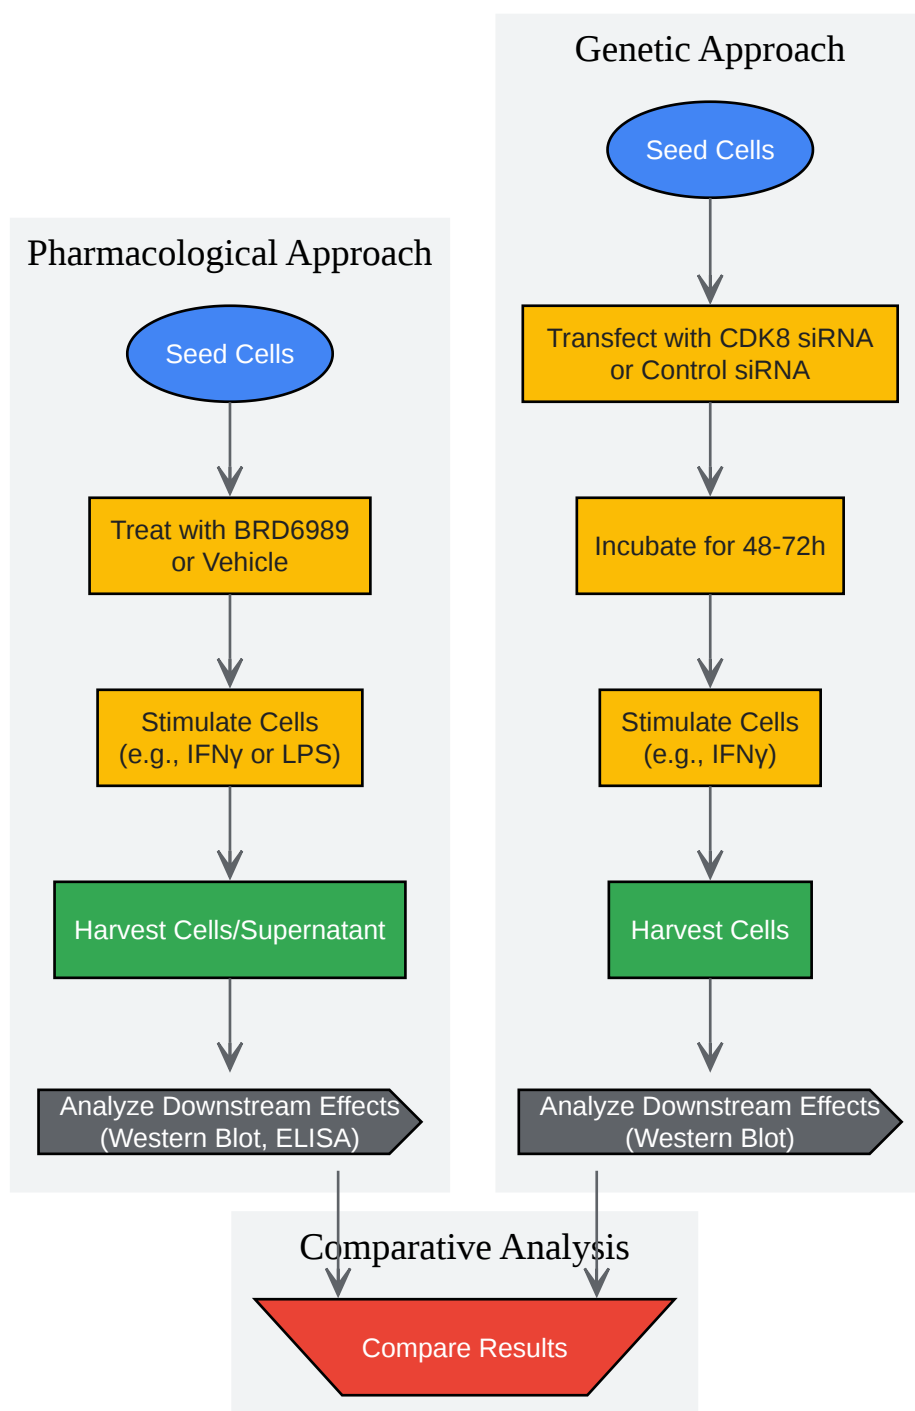 Pharmacological Approach
Seed Cells
Treat with BRD6989
or Vehicle
Stimulate Cells
(e.g., IFNγ or LPS)
Harvest Cells/Supernatant
Analyze Downstream Effects
(Western Blot, ELISA)
Genetic Approach
Seed Cells
Transfect with CDK8 siRNA
or Control siRNA
Incubate for 48-72h
Stimulate Cells
(e.g., IFNγ)
Harvest Cells
Analyze Downstream Effects
(Western Blot)
Comparative Analysis
Compare Results